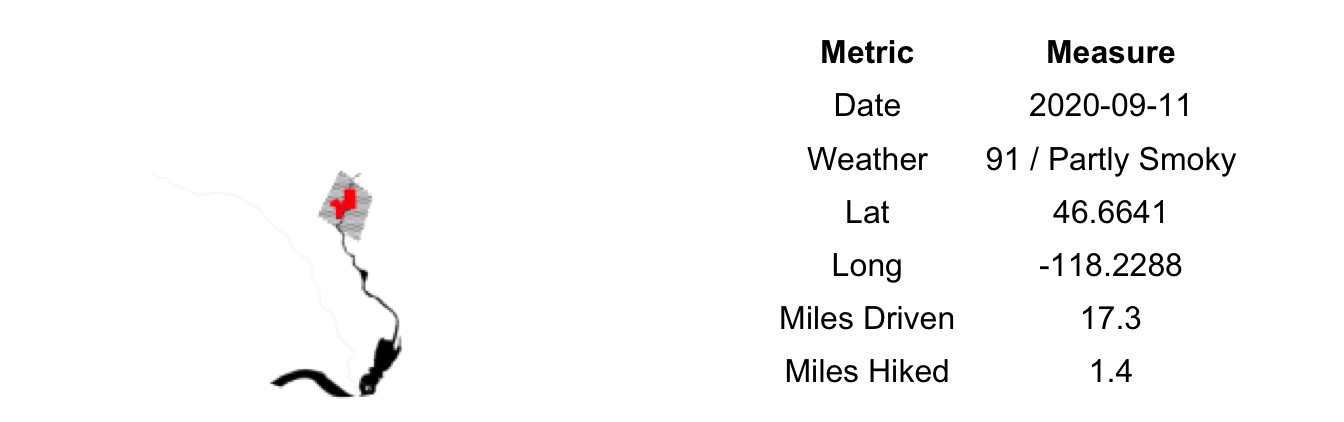 Metric Measure
Date 2020-09-11
Weather 91 / Partly Smoky
Lat 46.6641
Long -118.2288
Miles Driven 17.3
Miles Hiked 1.4